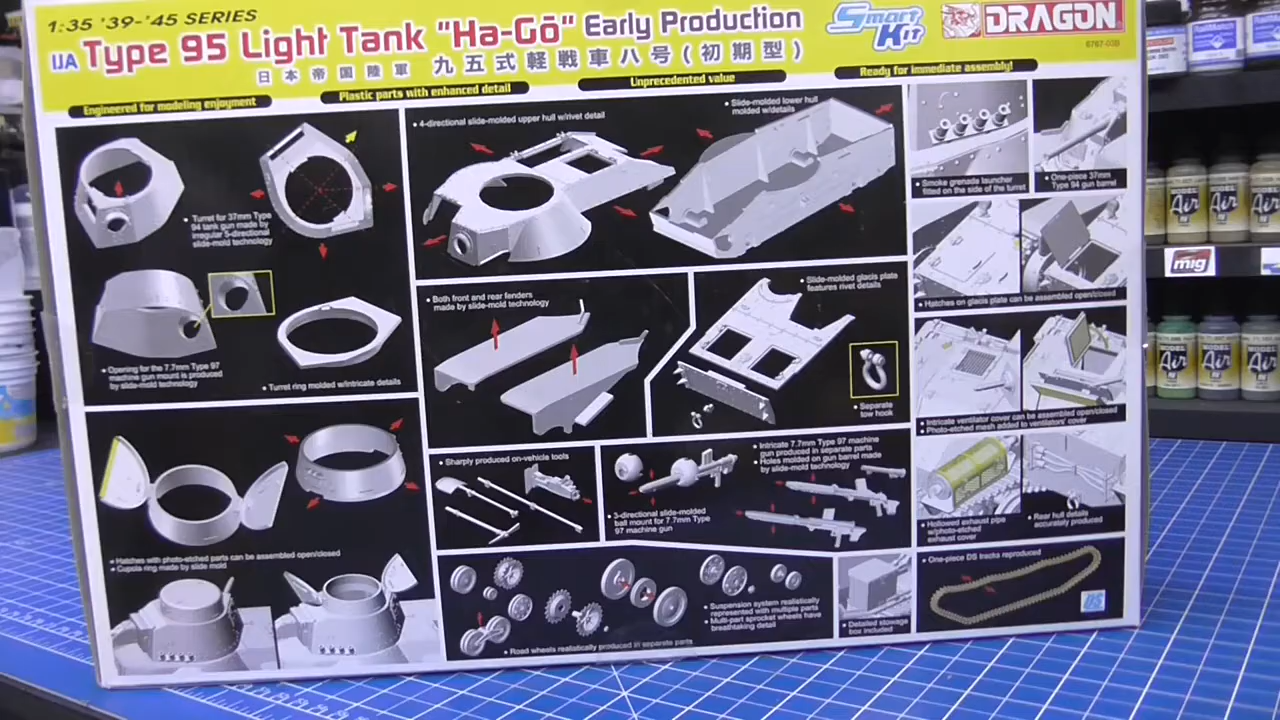 1:35 '39-'45 SERIES
IJA Type 95 Light Tank "Ha-Gō" Early Production
日本帝国陸軍 九五式軽戦車八号(初期型)
Smart Kit
DRAGON
Engineered for modeling enjoyment
Plastic parts with enhanced detail
Unprecedented value
Ready for immediate assembly!
• Turret for 37mm Type
94 tank gun made by
irregular 5-directional
slide-mold technology
• Opening for the 7.7mm Type 97
machine gun mount is produced
by slide-mold technology
• Turret ring molded w/intricate details
• 4-directional slide-molded upper hull w/rivet detail
• Slide-molded lower hull
molded w/details
• Smoke grenade launcher
fitted on the side of the turret
• One-piece 37mm
Type 94 gun barrel
• Both front and rear fenders
made by slide-mold technology
• Slide-molded glacis plate
features rivet details
• Separate
tow hook
• Hatches on glacis plate can be assembled open/closed
• Intricate ventilator cover can be assembled open/closed
• Photo-etched mesh added to ventilators' cover
• Hatches with photo-etched parts can be assembled open/closed
• Cupola ring made by slide mold
• Sharply produced on-vehicle tools
• Intricate 7.7mm Type 97 machine
gun produced in separate parts
• Holes molded on gun barrel made
by slide-mold technology
• 3-directional slide-molded
ball mount for 7.7mm Type
97 machine gun
• Hollowed exhaust pipe
w/photo-etched
exhaust cover
• Rear hull details
accurately produced
• Suspension system realistically
represented with multiple parts
• Multi-part sprocket wheels have
breathtaking detail
• Road wheels realistically produced in separate parts
• Detailed stowage
box included
• One-piece DS tracks reproduced
DS
mig
MODEL
Air
MODEL
Air
MODEL
Air
MODEL
Air